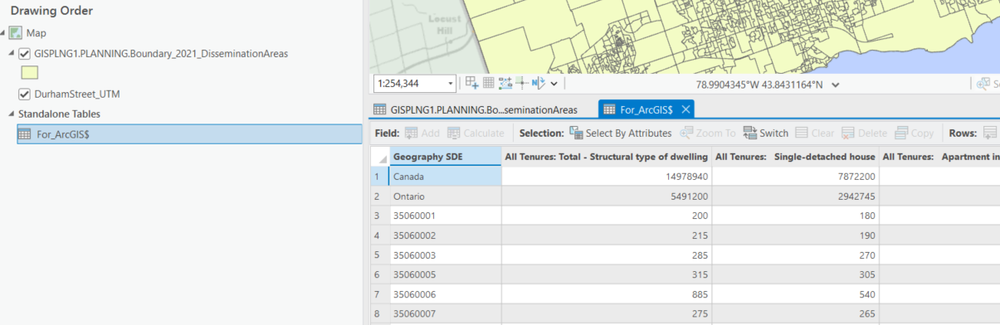 Drawing Order
Map
GISPLNG1.PLANNING.Boundary_2021_DisseminationAreas
DurhamStreet_UTM
Standalone Tables
For_ArcGIS$
Locust
Hill
1:254,344
78.9904345°W 43.8431164°N
GISPLNG1.PLANNING.Bo...seminationAreas
For_ArcGIS$
Field: Add Calculate Selection: Select By Attributes Zoom To Switch Clear Delete Copy Rows:
Geography SDE All Tenures: Total - Structural type of dwelling All Tenures: Single-detached house All Tenures: Apartment in
1 Canada 14978940 7872200
2 Ontario 5491200 2942745
3 35060001 200 180
4 35060002 215 190
5 35060003 285 270
6 35060005 315 305
7 35060006 885 540
8 35060007 275 265